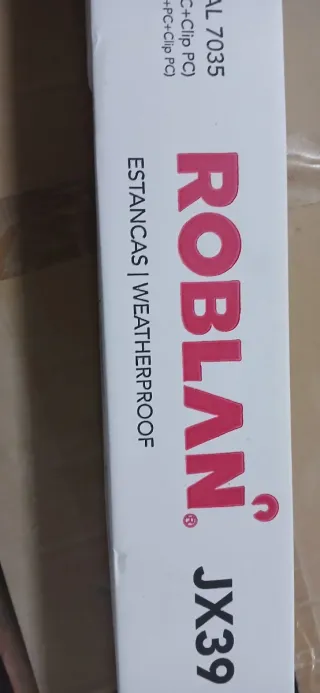 AL 7035
C+Clip PC)
+PC+Clip PC)
ROBLAN®
ESTANCAS | WEATHERPROOF
JX39